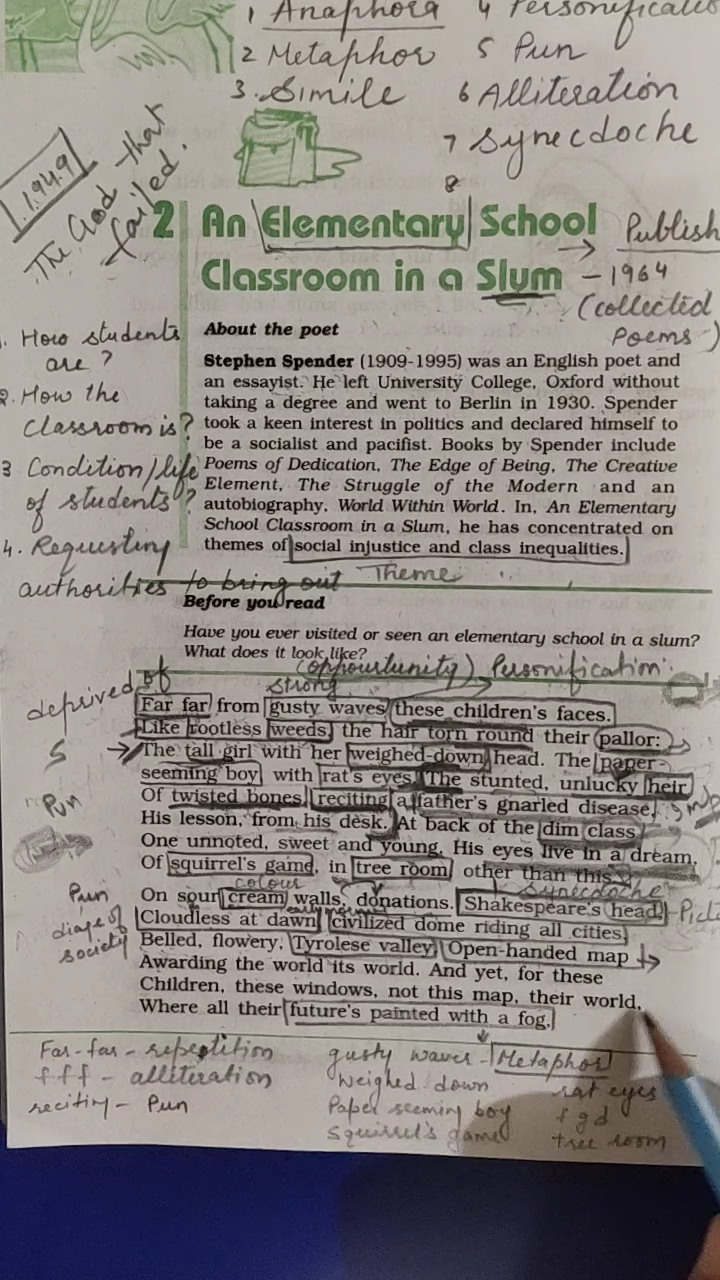 1 Anaphora 4 Personificatio
2 Metaphor 5 Pun
3. Simile 6 Alliteration
7 Synecdoche
8
1949
The God that
failed.
2 An Elementary School
Publish
Classroom in a Slum
- 1964
(collected
Poems)
1. How students
are?
2. How the
Classroom is?
3 Condition/life
of students?
4. Requesting
authorities to bring out
About the poet
Stephen Spender (1909-1995) was an English poet and
an essayist. He left University College, Oxford without
taking a degree and went to Berlin in 1930. Spender
took a keen interest in politics and declared himself to
be a socialist and pacifist. Books by Spender include
Poems of Dedication, The Edge of Being, The Creative
Element, The Struggle of the Modern and an
autobiography, World Within World. In, An Elementary
School Classroom in a Slum, he has concentrated on
themes of social injustice and class inequalities.
Theme
Before you read
Have you ever visited or seen an elementary school in a slum?
What does it look like?
(oppourtunity) Personification
deprived of
strong
Far far from gusty waves these children's faces.
Like rootless weeds, the hair torn round their pallor:
S
The tall girl with her weighed-down head. The paper-
seeming boy, with rat's eyes. The stunted, unlucky heir
Of twisted bones, reciting a father's gnarled disease,
Pun
His lesson, from his desk. At back of the dim class
One unnoted, sweet and young. His eyes live in a dream,
Of squirrel's game, in tree room, other than this.
colour
Synecdoche
Pun
On sour cream walls, donations. Shakespeare's head,
early morning
Cloudless at dawn, civilized dome riding all cities.
society
Belled, flowery, Tyrolese valley. Open-handed map
Awarding the world its world. And yet, for these
Children, these windows, not this map, their world,
Where all their future's painted with a fog,
Far-far - repetition
fff - alliteration
reciting - Pun
gusty waves - Metaphor
Weighed down
Paper seeming boy
squirrel's game
rat eyes
fgd
tree room